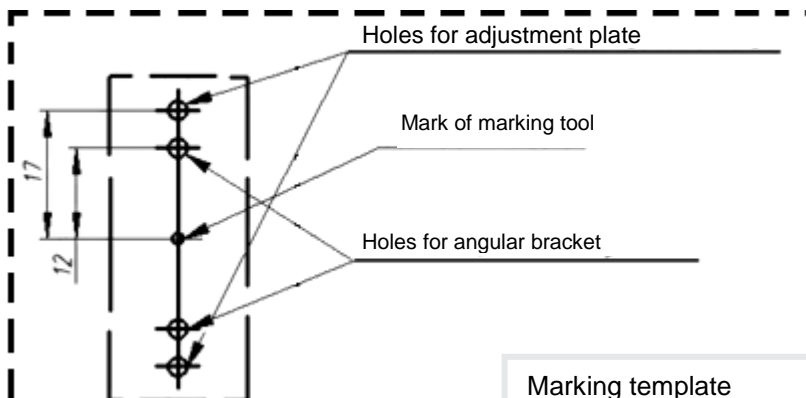 Holes for adjustment plate
Mark of marking tool
17
12
Holes for angular bracket
Marking template